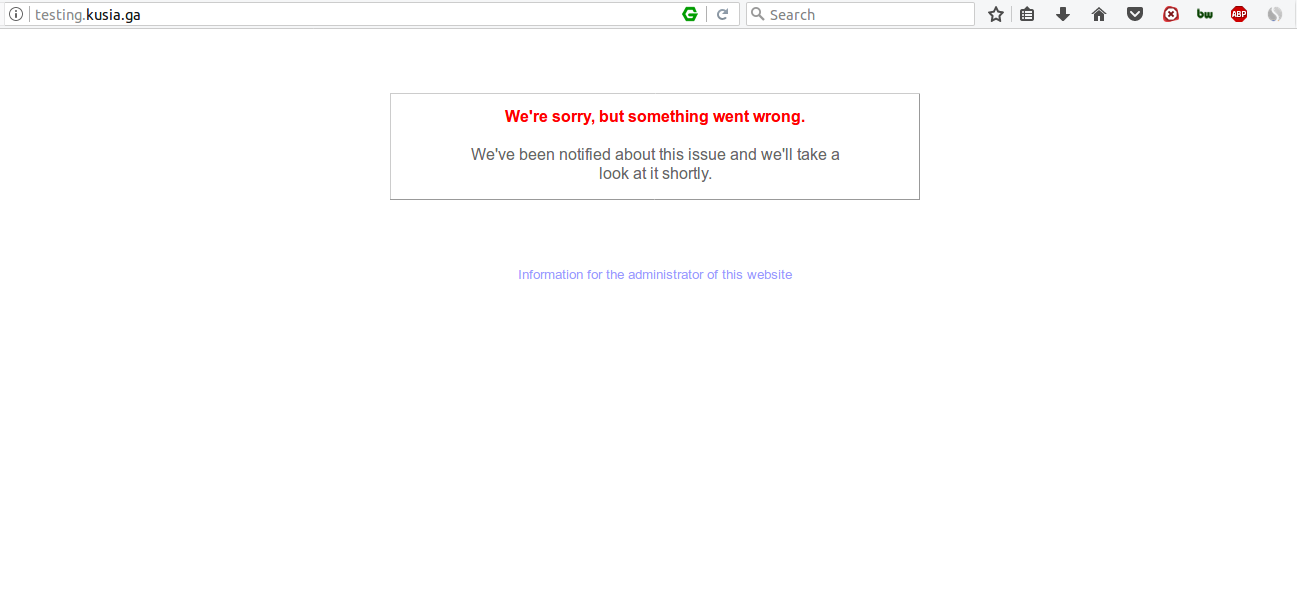 testing.kusia.ga
Search
bw
ABP
We're sorry, but something went wrong.
We've been notified about this issue and we'll take a
look at it shortly.
Information for the administrator of this website